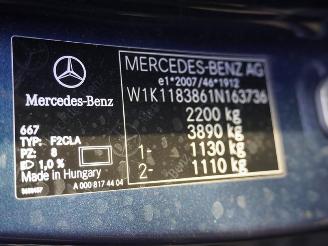 MERCEDES-BENZ AG
e1*2007/46*1912
W1K1183861N163736
2200 kg
3890 kg
1- 1130 kg
2- 1110 kg
Mercedes-Benz
667
TYP: F2CLA
PZ: 8
1,0 %
Made in Hungary
A 000 817 44 04